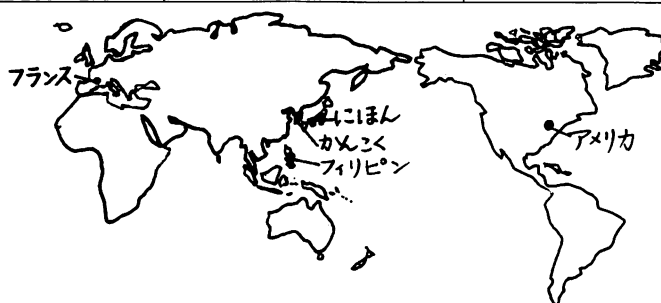 フランス
にほん
かんこく
フィリピン
アメリカ